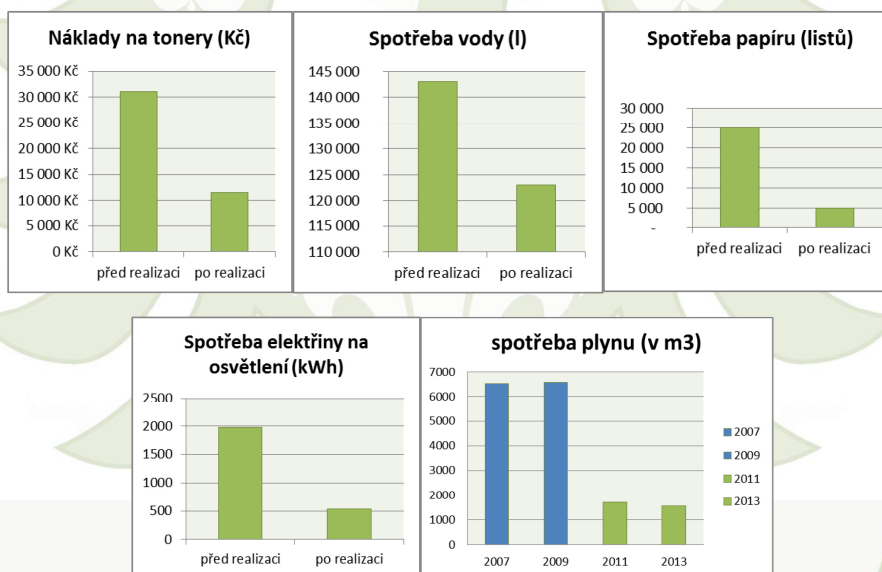 Náklady na tonery (Kč)
35 000 Kč
30 000 Kč
25 000 Kč
20 000 Kč
15 000 Kč
10 000 Kč
5 000 Kč
0 Kč
před realizaci
po realizaci
Spotřeba vody (l)
145 000
140 000
135 000
130 000
125 000
120 000
115 000
110 000
před realizaci
po realizaci
Spotřeba papíru (listů)
30 000
25 000
20 000
15 000
10 000
5 000
-
před realizaci
po realizaci
Spotřeba elektřiny na
osvětlení (kWh)
2500
2000
1500
1000
500
0
před realizaci
po realizaci
spotřeba plynu (v m3)
7000
6000
5000
4000
3000
2000
1000
0
2007
2009
2011
2013
2007
2009
2011
2013